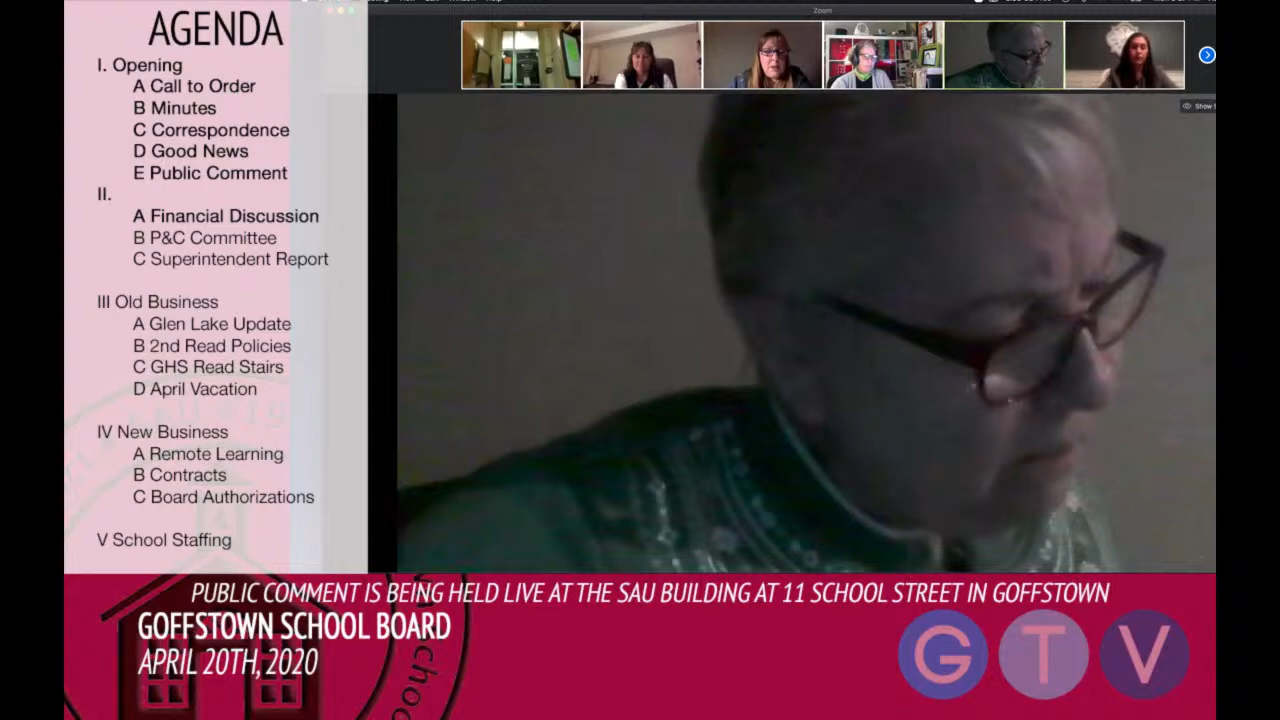 AGENDA
I. Opening
A Call to Order
B Minutes
C Correspondence
D Good News
E Public Comment
II.
A Financial Discussion
B P&C Committee
C Superintendent Report
III Old Business
A Glen Lake Update
B 2nd Read Policies
C GHS Read Stairs
D April Vacation
IV New Business
A Remote Learning
B Contracts
C Board Authorizations
V School Staffing
Zoom
Show
PUBLIC COMMENT IS BEING HELD LIVE AT THE SAU BUILDING AT 11 SCHOOL STREET IN GOFFSTOWN
GOFFSTOWN SCHOOL BOARD
APRIL 20TH, 2020
G T V